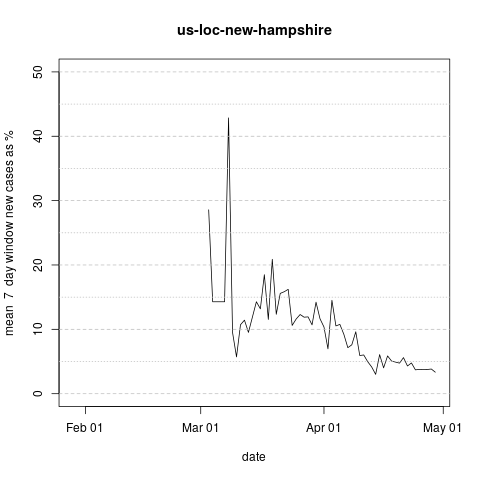 us-loc-new-hampshire
mean  7  day window new cases as %
50
40
30
20
10
0
Feb 01
Mar 01
Apr 01
May 01
date